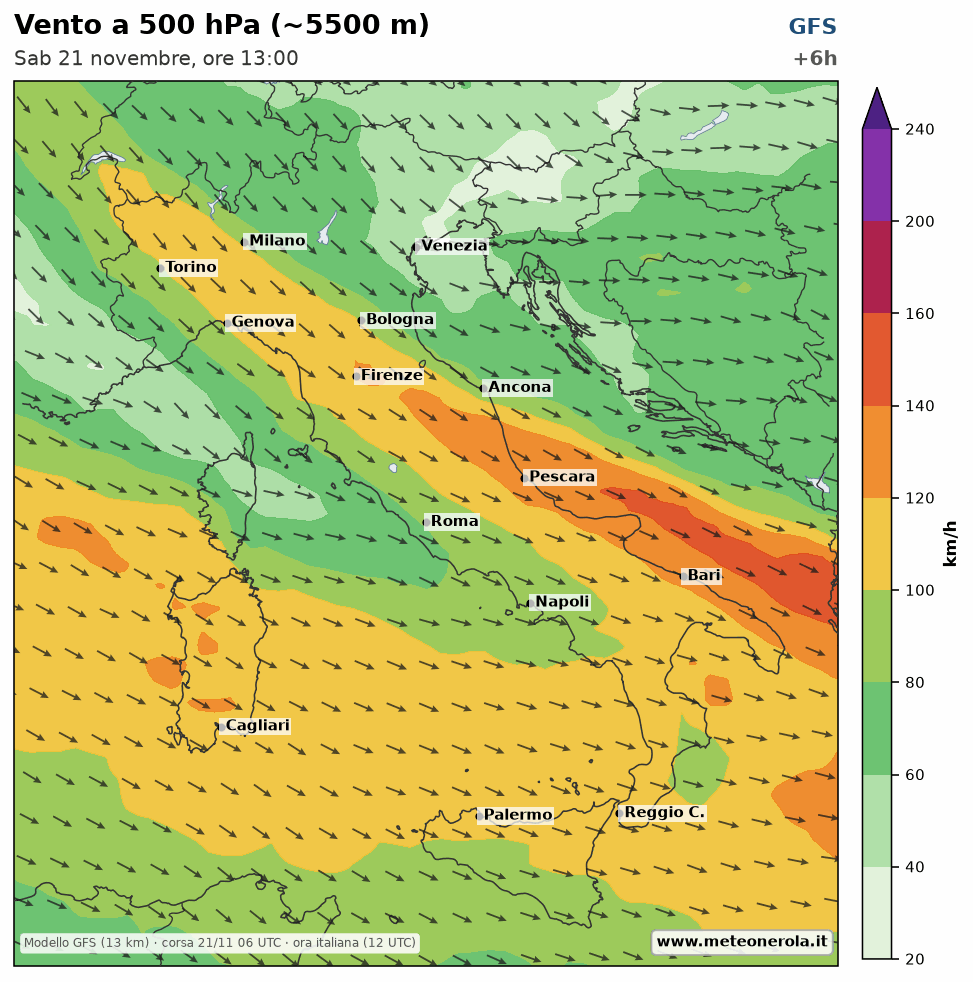 Vento a 500 hPa (~5500 m)
GFS
Sab 21 novembre, ore 13:00
+6h
Milano
Venezia
Torino
Genova
Bologna
Firenze
Ancona
Pescara
Roma
Bari
Napoli
Cagliari
Palermo
Reggio C.
240
200
160
140
120
100
80
60
40
20
km/h
Modello GFS (13 km) · corsa 21/11 06 UTC · ora italiana (12 UTC)
www.meteonerola.it